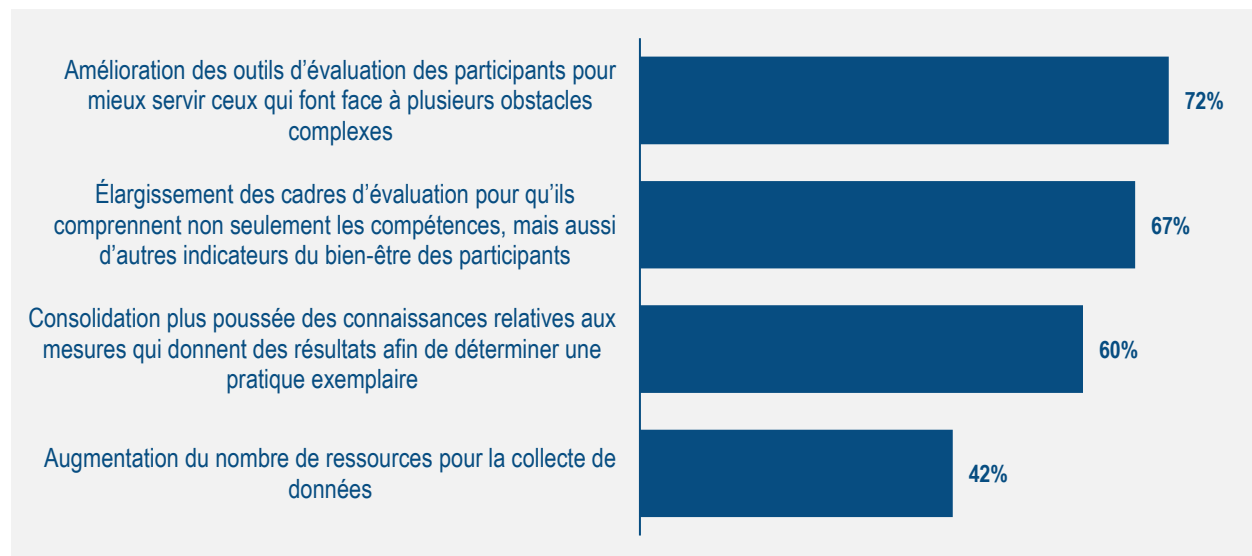 Amélioration des outils d’évaluation des participants pour
mieux servir ceux qui font face à plusieurs obstacles
complexes
72%
Élargissement des cadres d’évaluation pour qu’ils
comprennent non seulement les compétences, mais aussi
d’autres indicateurs du bien-être des participants
67%
Consolidation plus poussée des connaissances relatives aux
mesures qui donnent des résultats afin de déterminer une
pratique exemplaire
60%
Augmentation du nombre de ressources pour la collecte de
données
42%